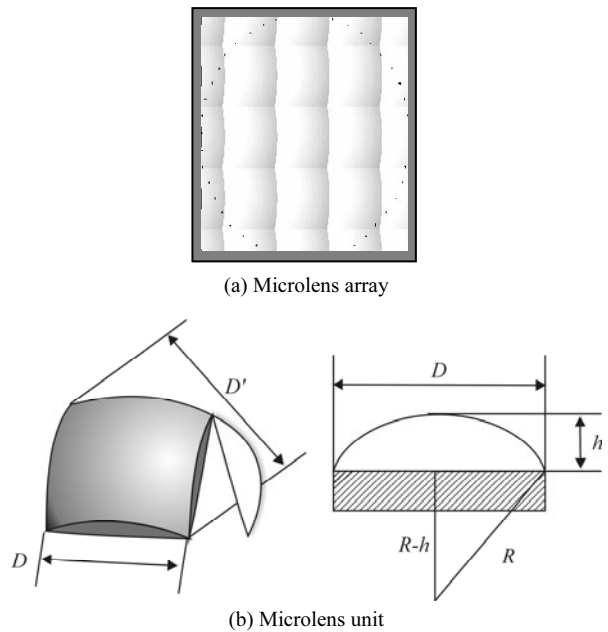 (a) Microlens array
D'
D
D
h
R-h
R
(b) Microlens unit